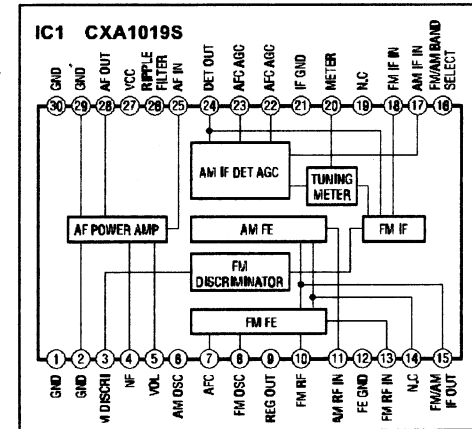 IC1 CXA1019S
GND
GND
AF OUT
VCC
RIPPLE
FILTER
AF IN
DET OUT
AFC AGC
AFC AGC
IF GND
METER
N.C
FM IF IN
AM IF IN
FM/AM BAND
SELECT
30 29 28 27 26 25 24 23 22 21 20 19 18 17 16
AM IF DET AGC
TUNING
METER
AF POWER AMP
AM FE
FM IF
FM
DISCRIMINATOR
FM FE
1 2 3 4 5 6 7 8 9 10 11 12 13 14 15
GND
GND
M DISCRI
NF
VOL
AM OSC
AFC
FM OSC
REG OUT
FM RF
AM RF IN
FE GND
FM RF IN
N.C
FM/AM
IF OUT